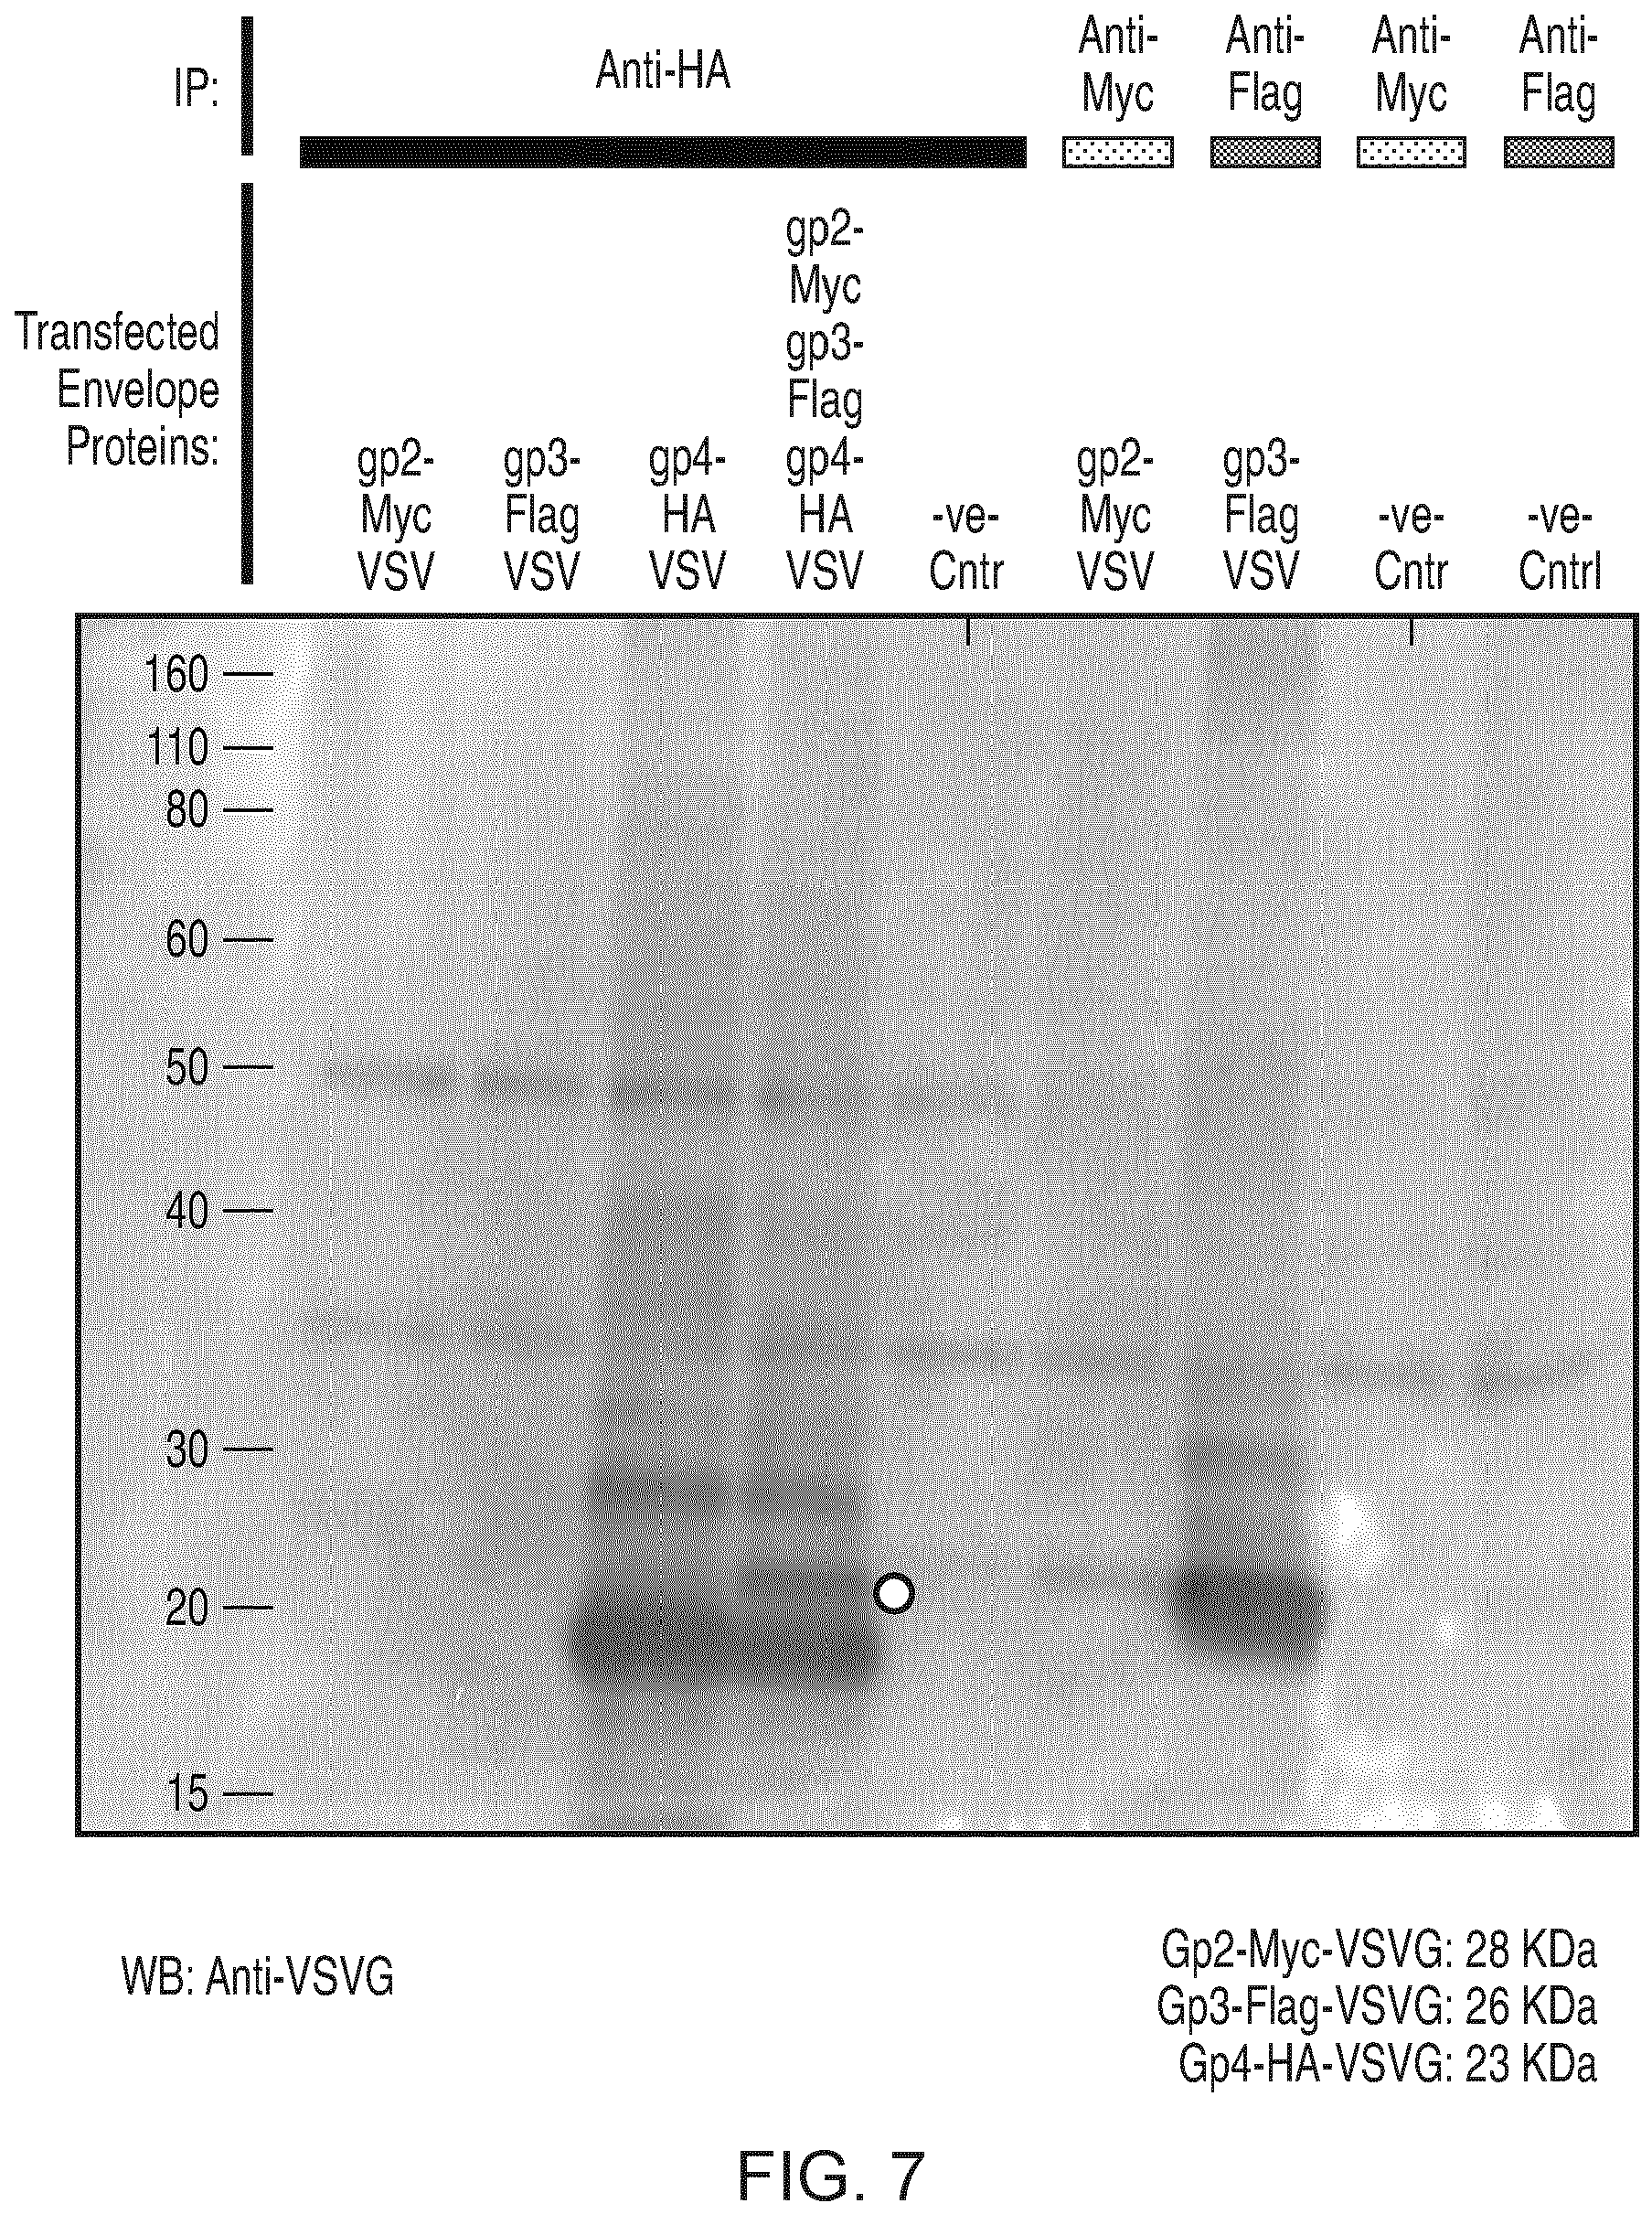 IP:
Anti-HA
Anti-
Myc
Anti-
Flag
Anti-
Myc
Anti-
Flag
Transfected
Envelope
Proteins:
gp2-
Myc
VSV
gp3-
Flag
VSV
gp4-
HA
VSV
gp2-
Myc
gp3-
Flag
gp4-
HA
VSV
-ve-
Cntr
gp2-
Myc
VSV
gp3-
Flag
VSV
-ve-
Cntr
-ve-
Cntrl
160
110
80
60
50
40
30
20
15
WB: Anti-VSVG
Gp2-Myc-VSVG: 28 KDa
Gp3-Flag-VSVG: 26 KDa
Gp4-HA-VSVG: 23 KDa
FIG. 7